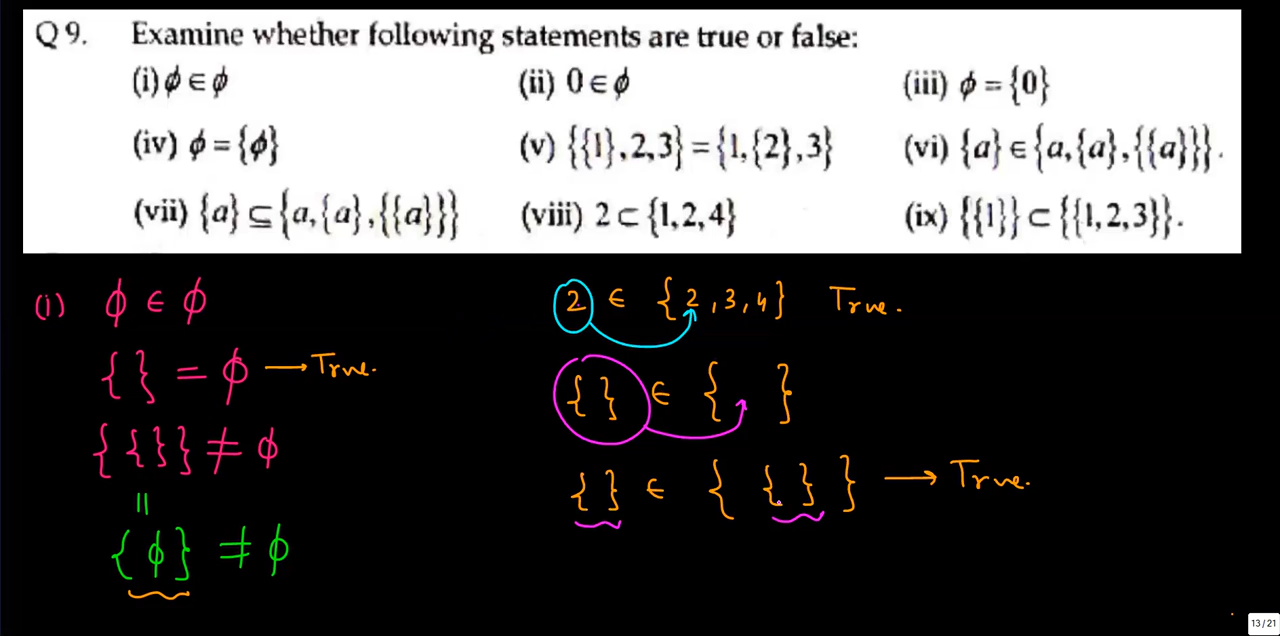 Q 9. Examine whether following statements are true or false:
(i) ϕ ∈ ϕ (ii) 0 ∈ ϕ (iii) ϕ = {0}
(iv) ϕ = {ϕ} (v) {{1},2,3} = {1,{2},3} (vi) {a} ∈ {a,{a},{{a}}}.
(vii) {a} ⊆ {a,{a},{{a}}} (viii) 2 ⊂ {1,2,4} (ix) {{1}} ⊂ {{1,2,3}}.
(i) ϕ ∈ ϕ
{ } = ϕ → True.
{ { } } ≠ ϕ
=
{ ϕ } ≠ ϕ
2 ∈ {2,3,4} True.
{ } ∈ { }
{ } ∈ { { } } → True.
13/21